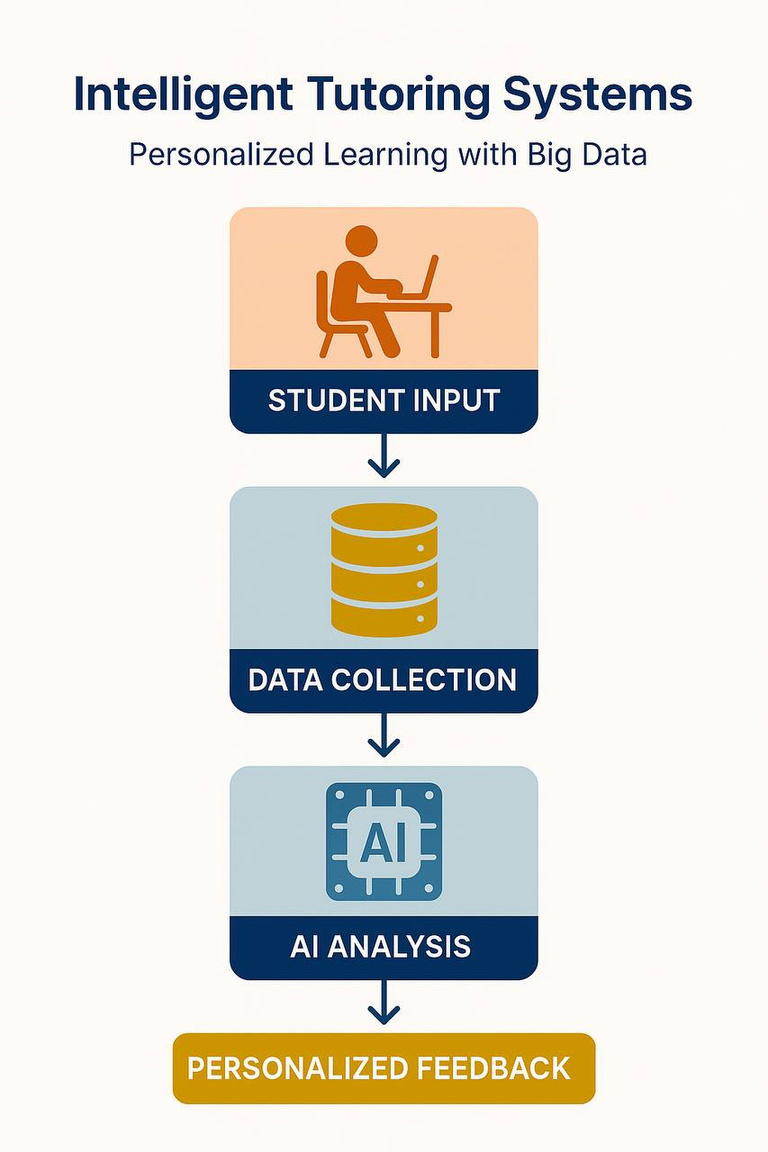 Intelligent Tutoring Systems
Personalized Learning with Big Data
STUDENT INPUT
DATA COLLECTION
AI
AI ANALYSIS
PERSONALIZED FEEDBACK